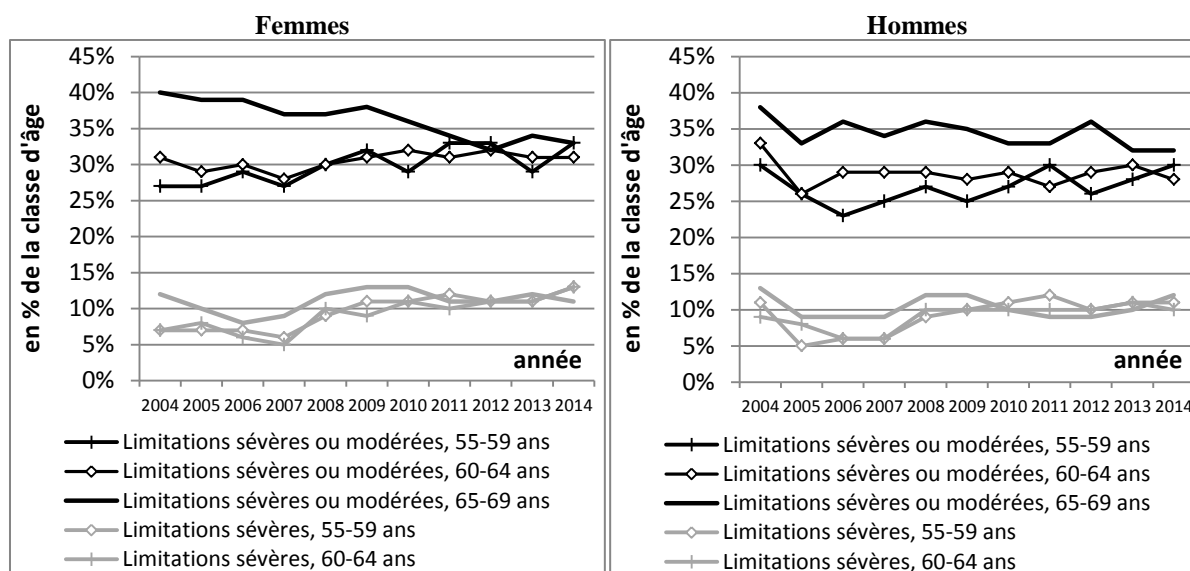 Femmes
en % de la classe d'âge
45%
40%
35%
30%
25%
20%
15%
10%
5%
0%
année
2004 2005 2006 2007 2008 2009 2010 2011 2012 2013 2014
Limitations sévères ou modérées, 55-59 ans
Limitations sévères ou modérées, 60-64 ans
Limitations sévères ou modérées, 65-69 ans
Limitations sévères, 55-59 ans
Limitations sévères, 60-64 ans
Hommes
en % de la classe d'âge
45%
40%
35%
30%
25%
20%
15%
10%
5%
0%
année
2004 2005 2006 2007 2008 2009 2010 2011 2012 2013 2014
Limitations sévères ou modérées, 55-59 ans
Limitations sévères ou modérées, 60-64 ans
Limitations sévères ou modérées, 65-69 ans
Limitations sévères, 55-59 ans
Limitations sévères, 60-64 ans